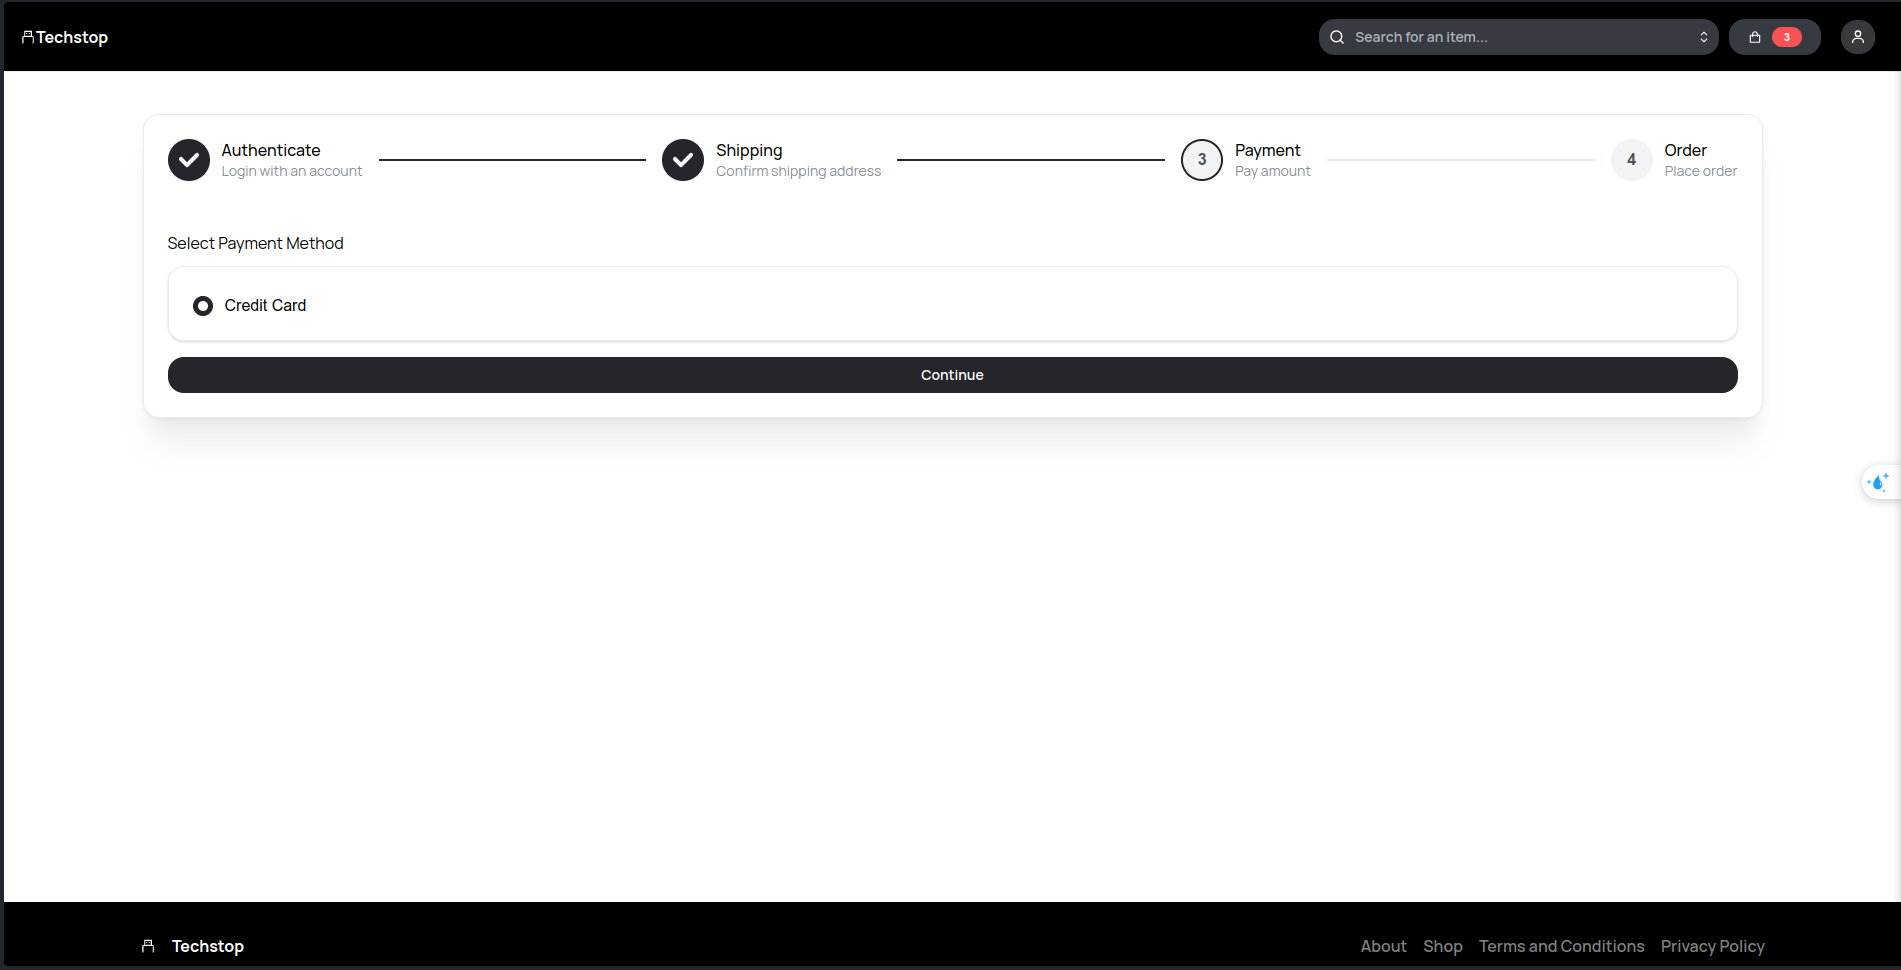 Techstop
Search for an item...
3
Authenticate
Login with an account
Shipping
Confirm shipping address
3
Payment
Pay amount
4
Order
Place order
Select Payment Method
Credit Card
Continue
Techstop
About Shop Terms and Conditions Privacy Policy